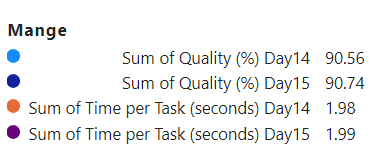 Mange
Sum of Quality (%) Day14 90.56
Sum of Quality (%) Day15 90.74
Sum of Time per Task (seconds) Day14 1.98
Sum of Time per Task (seconds) Day15 1.99